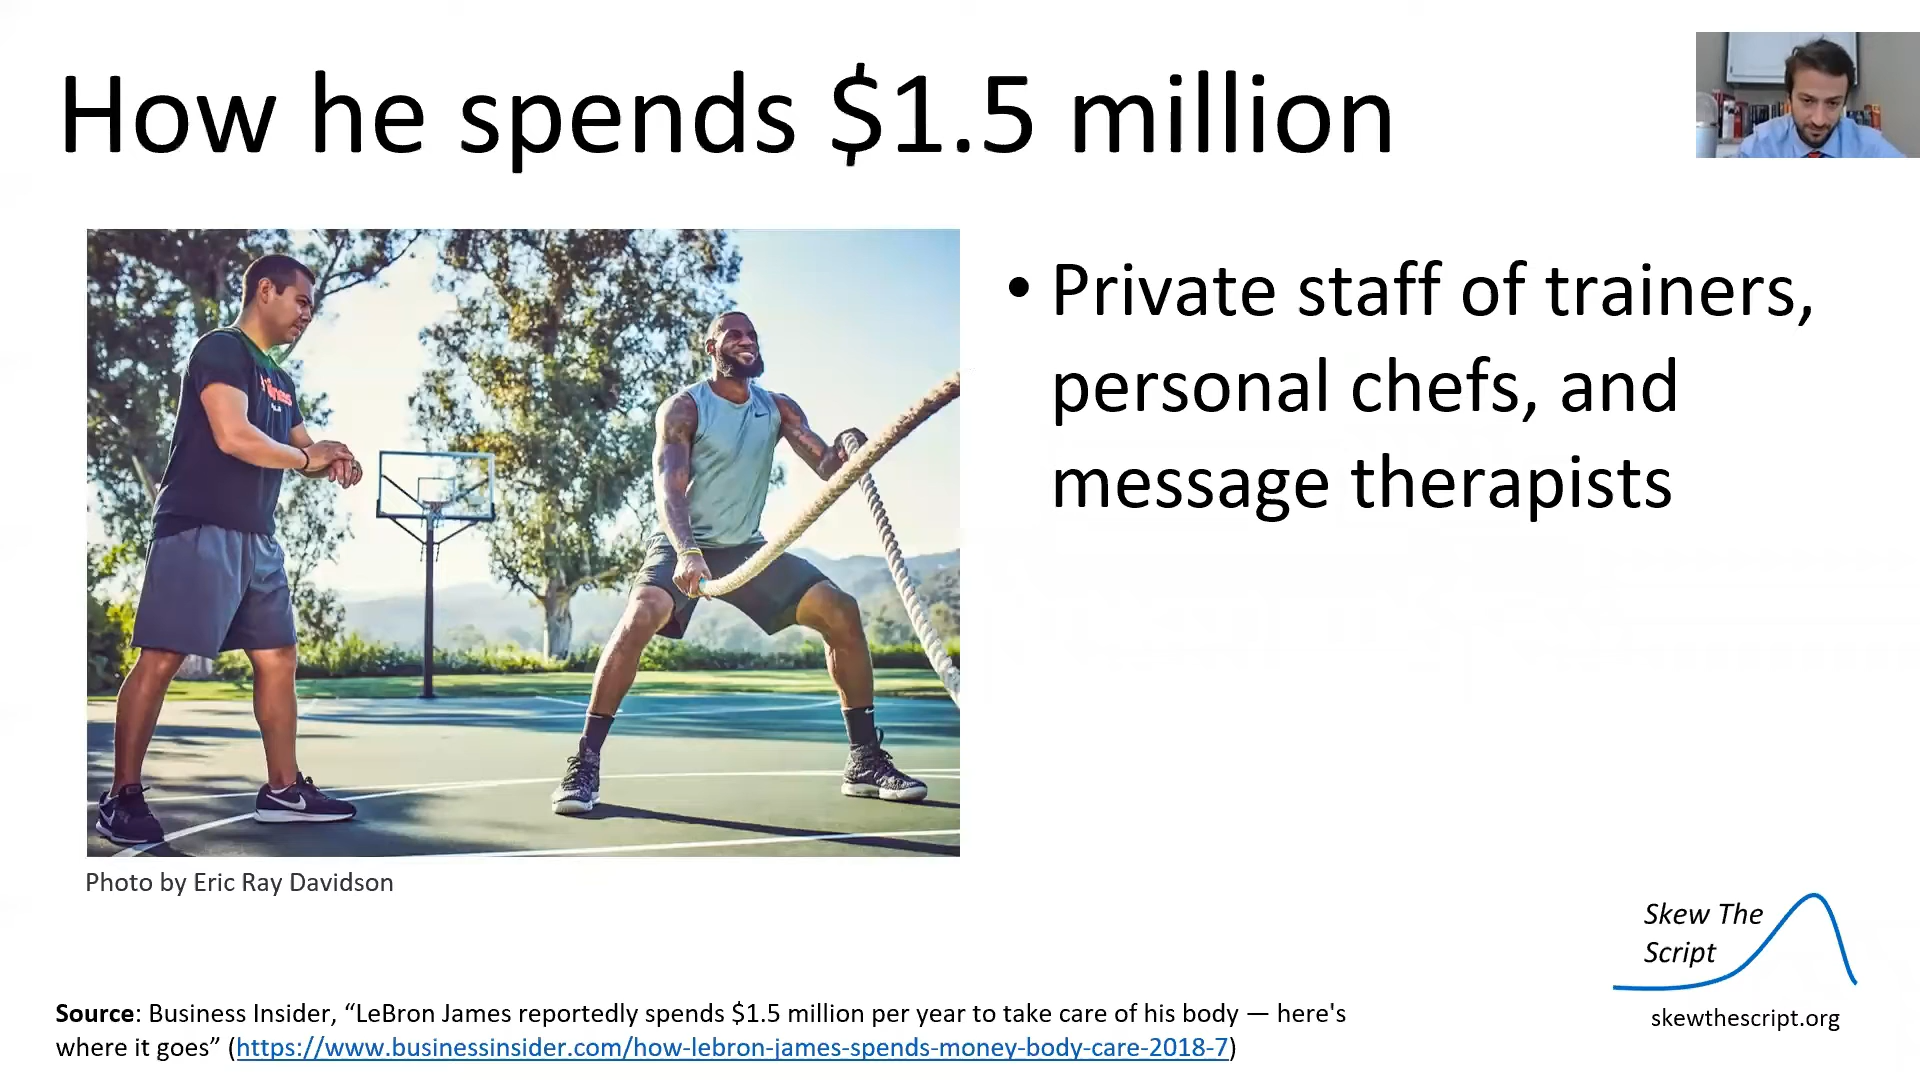 How he spends $1.5 million
• Private staff of trainers,
personal chefs, and
message therapists
Photo by Eric Ray Davidson
Skew The
Script
skewthescript.org
Source: Business Insider, “LeBron James reportedly spends $1.5 million per year to take care of his body — here's
where it goes” (https://www.businessinsider.com/how-lebron-james-spends-money-body-care-2018-7)